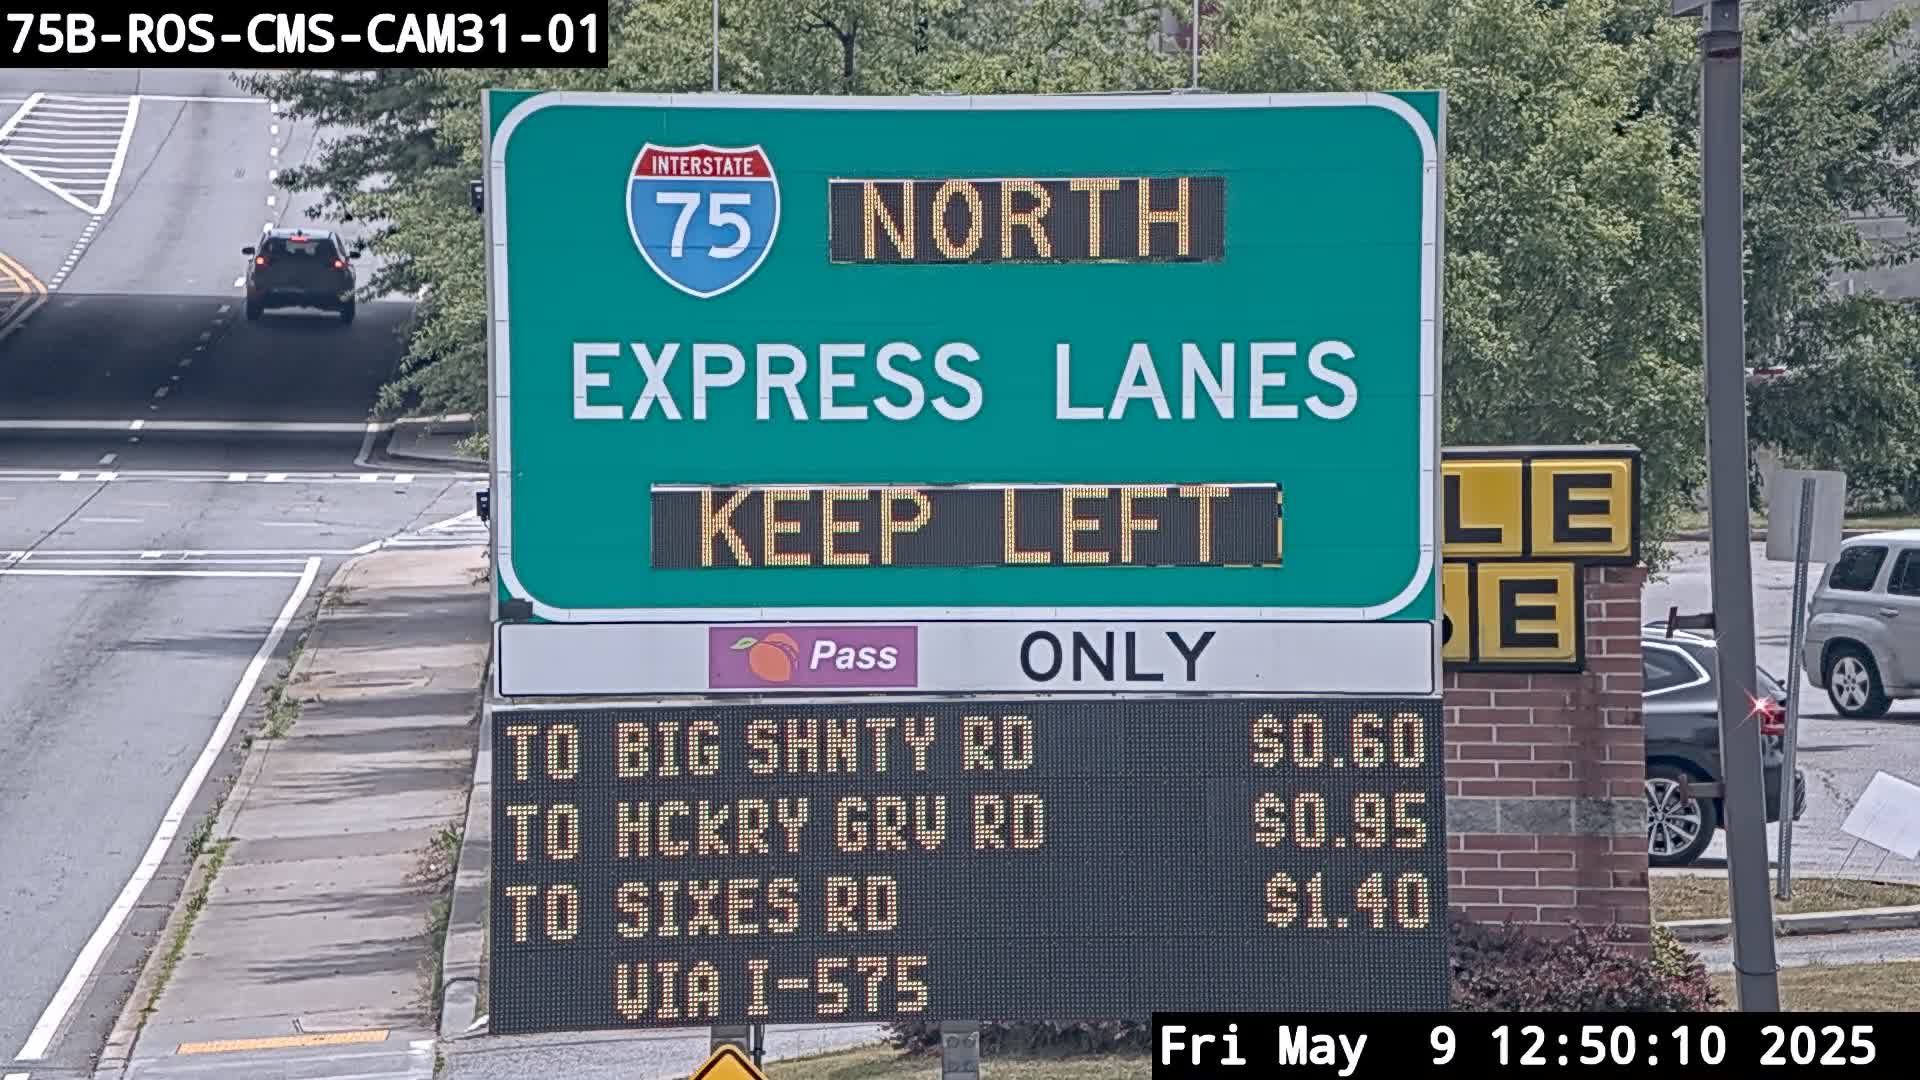 75B-ROS-CMS-CAM31-01
INTERSTATE
75
NORTH
EXPRESS LANES
KEEP LEFT
LE
E
Pass ONLY
TO BIG SHNTY RD $0.60
TO HCKRY GRV RD $0.95
TO SIXES RD $1.40
VIA I-575
Fri May 9 12:50:10 2025